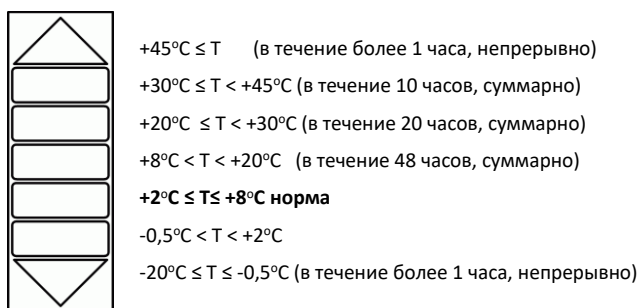 +45°C ≤ T (в течение более 1 часа, непрерывно)
+30°C ≤ T < +45°C (в течение 10 часов, суммарно)
+20°C ≤ T < +30°C (в течение 20 часов, суммарно)
+8°C < T < +20°C (в течение 48 часов, суммарно)
+2°C ≤ T≤ +8°C норма
-0,5°C < T < +2°C
-20°C ≤ T ≤ -0,5°C (в течение более 1 часа, непрерывно)